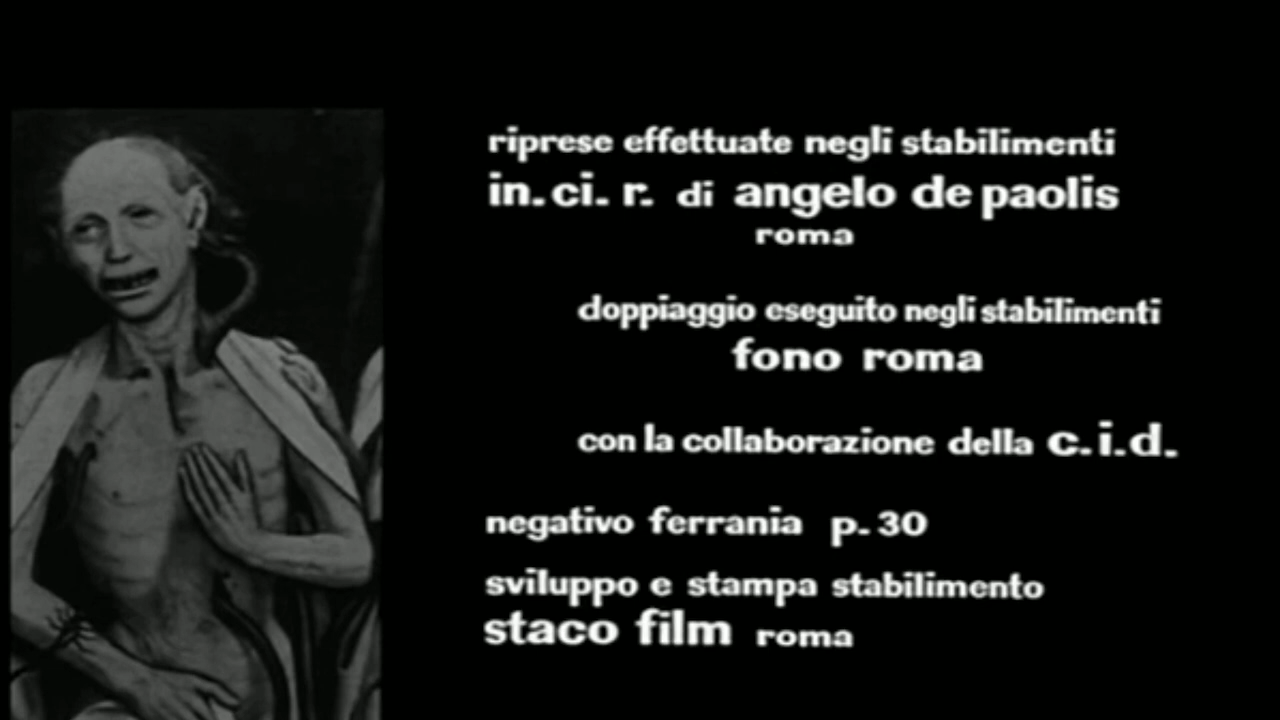 riprese effettuate negli stabilimenti
in.ci. r. di angelo de paolis
roma
doppiaggio eseguito negli stabilimenti
fono roma
con la collaborazione della c.i.d.
negativo ferrania p. 30
sviluppo e stampa stabilimento
staco film roma